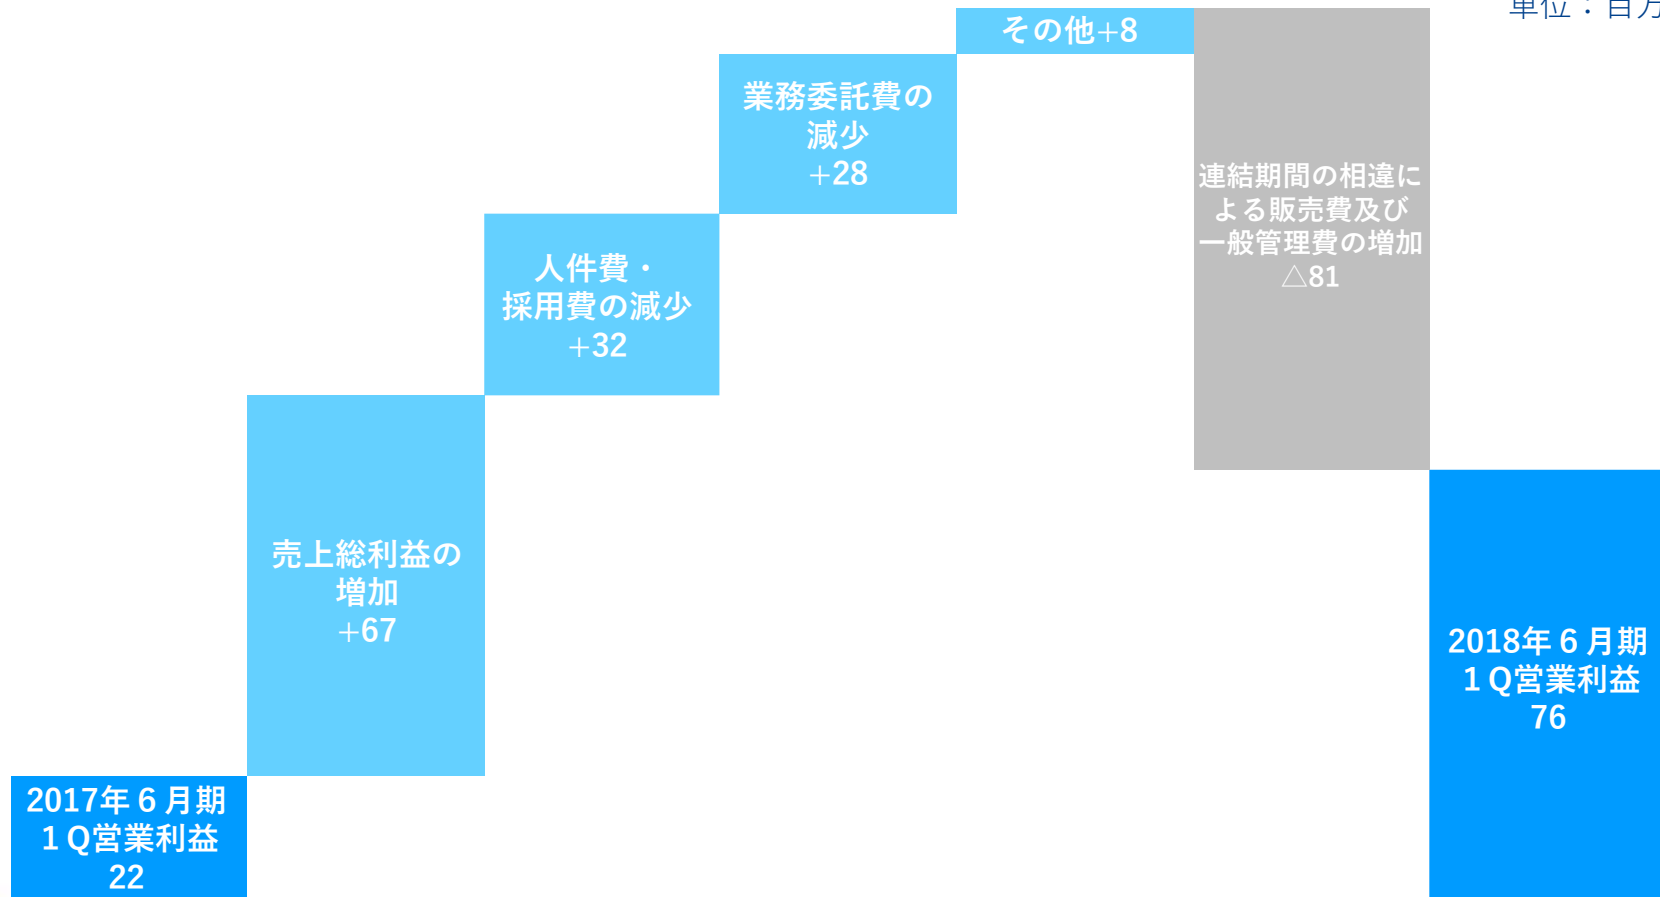 単位：百万
その他+8
業務委託費の
減少
+28
連結期間の相違に
よる販売費及び
一般管理費の増加
△81
人件費・
採用費の減少
+32
売上総利益の
増加
+67
2018年６月期
１Q営業利益
76
2017年６月期
１Q営業利益
22